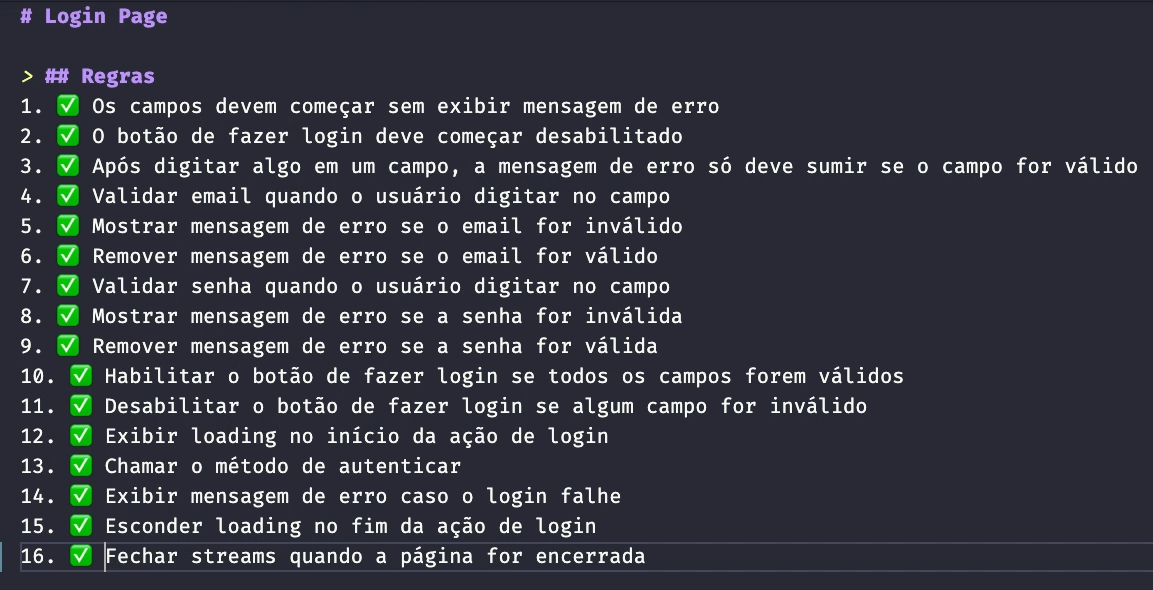 # Login Page
> ## Regras
1. ✅ Os campos devem começar sem exibir mensagem de erro
2. ✅ O botão de fazer login deve começar desabilitado
3. ✅ Após digitar algo em um campo, a mensagem de erro só deve sumir se o campo for válido
4. ✅ Validar email quando o usuário digitar no campo
5. ✅ Mostrar mensagem de erro se o email for inválido
6. ✅ Remover mensagem de erro se o email for válido
7. ✅ Validar senha quando o usuário digitar no campo
8. ✅ Mostrar mensagem de erro se a senha for inválida
9. ✅ Remover mensagem de erro se a senha for válida
10. ✅ Habilitar o botão de fazer login se todos os campos forem válidos
11. ✅ Desabilitar o botão de fazer login se algum campo for inválido
12. ✅ Exibir loading no início da ação de login
13. ✅ Chamar o método de autenticar
14. ✅ Exibir mensagem de erro caso o login falhe
15. ✅ Esconder loading no fim da ação de login
16. ✅ Fechar streams quando a página for encerrada